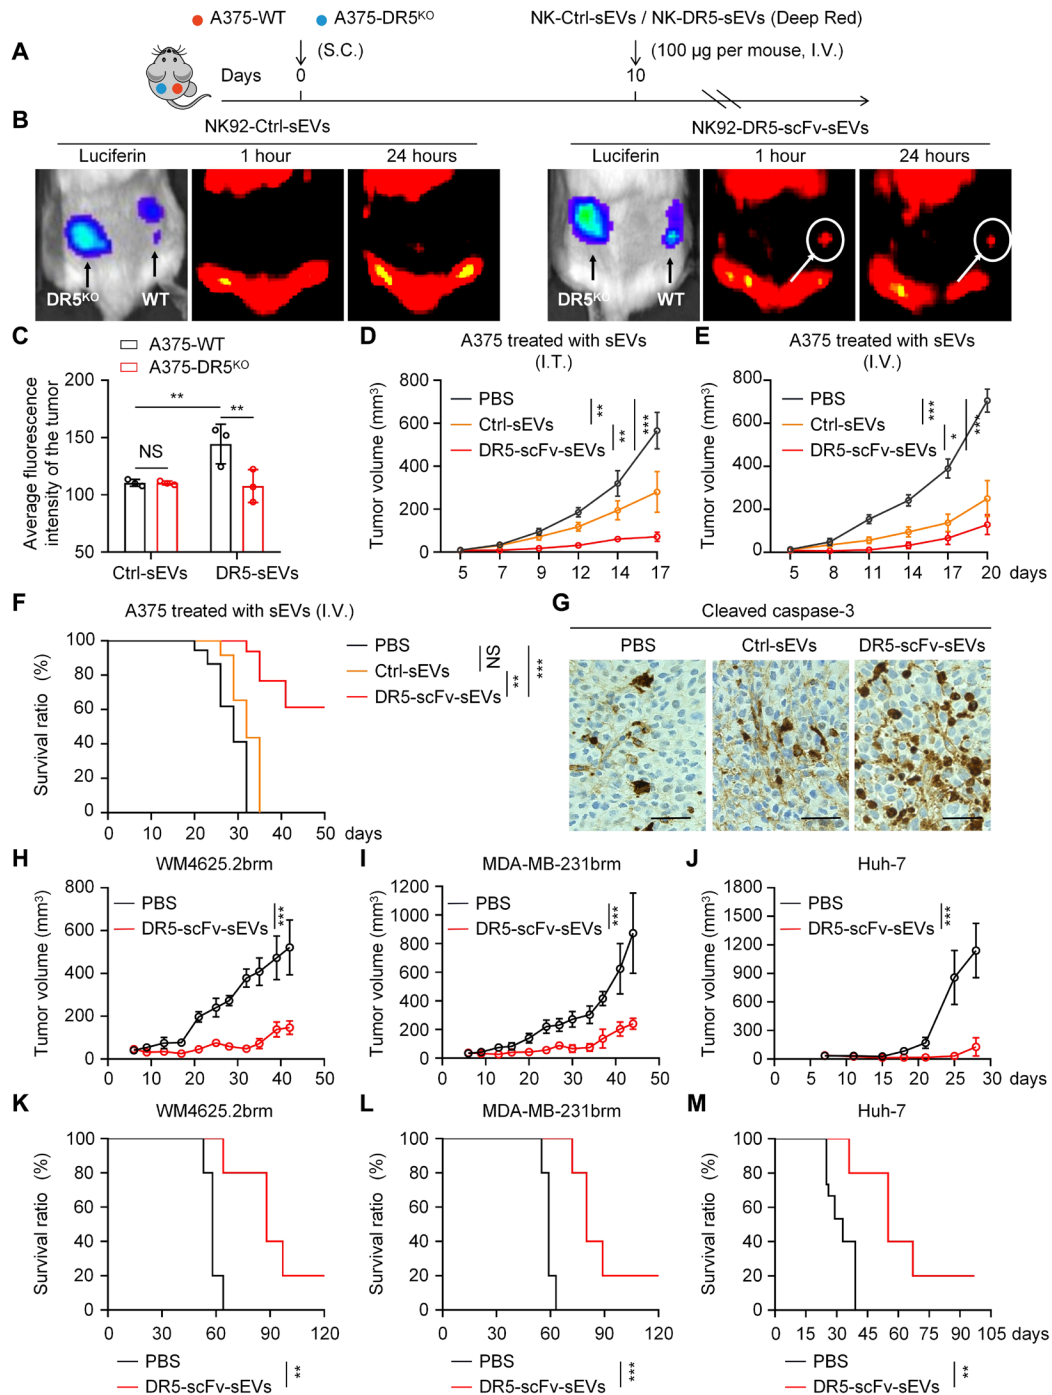 A375-WT
A375-DR5KO
NK-Ctrl-sEVs / NK-DR5-sEVs (Deep Red)
A
(S.C.)
(100 µg per mouse, I.V.)
Days
0
10
B
NK92-Ctrl-sEVs
NK92-DR5-scFv-sEVs
Luciferin
1 hour
24 hours
Luciferin
1 hour
24 hours
DR5KO
WT
DR5KO
WT
C
A375-WT
A375-DR5KO
Average fluorescence
intensity of the tumor
200
150
100
50
**
**
NS
Ctrl-sEVs
DR5-sEVs
D
A375 treated with sEVs
(I.T.)
Tumor volume (mm3)
800
600
400
200
0
PBS
Ctrl-sEVs
DR5-scFv-sEVs
**
**
***
5 7 9 12 14 17
E
A375 treated with sEVs
(I.V.)
Tumor volume (mm3)
800
600
400
200
0
PBS
Ctrl-sEVs
DR5-scFv-sEVs
***
*
***
5 8 11 14 17 20 days
F
A375 treated with sEVs (I.V.)
Survival ratio (%)
100
80
60
40
20
0
0 10 20 30 40 50 days
PBS
Ctrl-sEVs
DR5-scFv-sEVs
NS
**
***
G
Cleaved caspase-3
PBS
Ctrl-sEVs
DR5-scFv-sEVs
H
WM4625.2brm
Tumor volume (mm3)
800
600
400
200
0
PBS
DR5-scFv-sEVs
***
0 10 20 30 40 50
I
MDA-MB-231brm
Tumor volume (mm3)
1200
1000
800
600
400
200
0
PBS
DR5-scFv-sEVs
***
0 10 20 30 40 50
J
Huh-7
Tumor volume (mm3)
1800
1500
1200
900
600
300
0
PBS
DR5-scFv-sEVs
***
0 5 10 15 20 25 30 days
K
WM4625.2brm
Survival ratio (%)
100
80
60
40
20
0
0 30 60 90 120
PBS
DR5-scFv-sEVs
**
L
MDA-MB-231brm
Survival ratio (%)
100
80
60
40
20
0
0 30 60 90 120
PBS
DR5-scFv-sEVs
***
M
Huh-7
Survival ratio (%)
100
80
60
40
20
0
0 15 30 45 60 75 90 105 days
PBS
DR5-scFv-sEVs
**